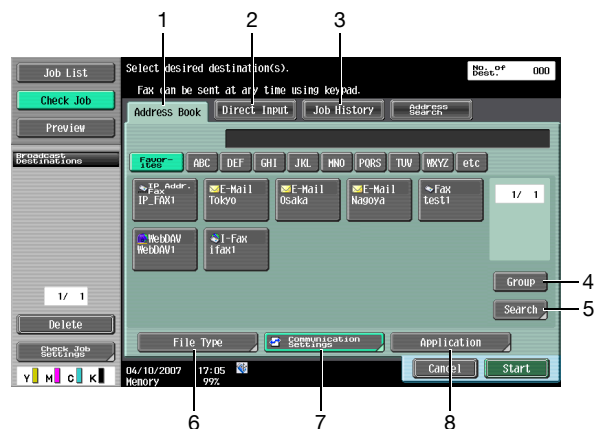 1 2 3
Job List
Check Job
Preview
Broadcast
Destinations
1/ 1
Delete
Check Job
Settings
Y M C K
Select desired destination(s).
Fax can be sent at any time using keypad.
No. of
Dest. 000
Address Book Direct Input Job History Address
Search
Favor-
ites ABC DEF GHI JKL MNO PQRS TUV WXYZ etc
IP Addr.
Fax
IP_FAX1
E-Mail
Tokyo
E-Mail
Osaka
E-Mail
Nagoya
Fax
test1
1/ 1
WebDAV
WebDAV1
I-Fax
ifax1
Group 4
Search 5
File Type Communication
Settings Application
04/10/2007 17:05
Memory 99%
Cancel Start
6 7 8